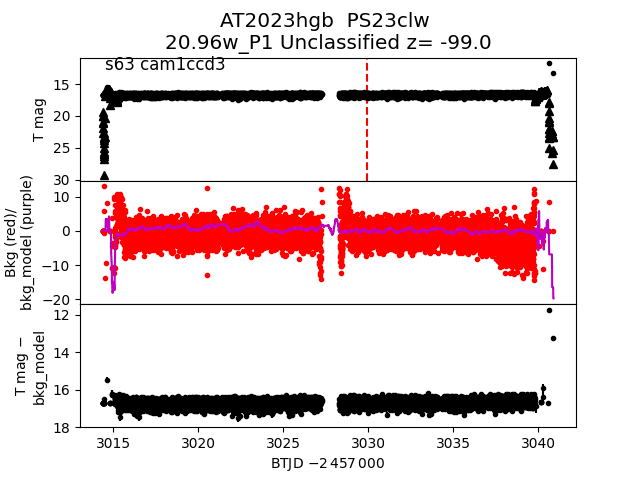 AT2023hgb  PS23clw
20.96w_P1 Unclassified z= -99.0
s63 cam1ccd3
T mag
15
20
25
30
Bkg (red)/
bkg_model (purple)
10
0
−10
−20
T mag −
bkg_model
12
14
16
18
3015
3020
3025
3030
3035
3040
BTJD −2 457 000